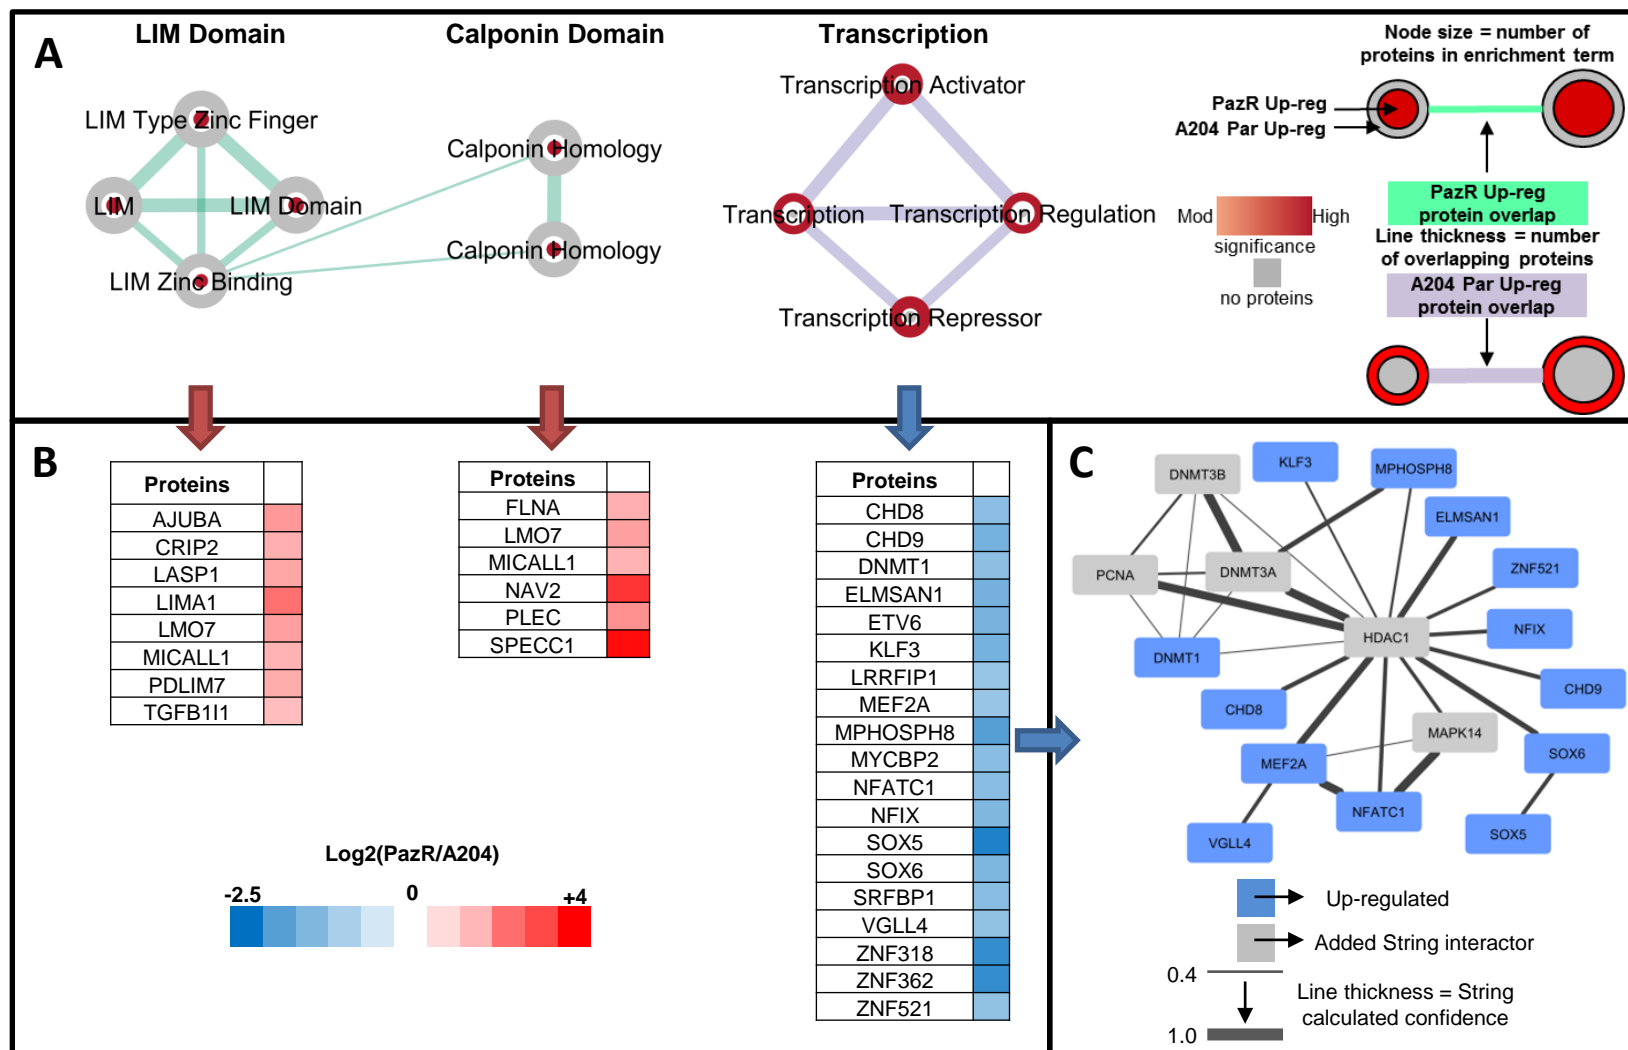 A
LIM Domain
LIM Type Zinc Finger
LIM
LIM Domain
LIM Zinc Binding
Calponin Domain
Calponin Homology
Calponin Homology
Transcription
Transcription Activator
Transcription
Transcription Regulation
Transcription Repressor
Node size = number of
proteins in enrichment term
PazR Up-reg
A204 Par Up-reg
PazR Up-reg
protein overlap
Line thickness = number
of overlapping proteins
A204 Par Up-reg
protein overlap
Mod
High
significance
no proteins
B
Proteins
AJUBA
CRIP2
LASP1
LIMA1
LMO7
MICALL1
PDLIM7
TGFB1I1
Proteins
FLNA
LMO7
MICALL1
NAV2
PLEC
SPECC1
Proteins
CHD8
CHD9
DNMT1
ELMSAN1
ETV6
KLF3
LRRFIP1
MEF2A
MPHOSPH8
MYCBP2
NFATC1
NFIX
SOX5
SOX6
SRFBP1
VGLL4
ZNF318
ZNF362
ZNF521
Log2(PazR/A204)
-2.5
0
+4
C
DNMT3B
KLF3
MPHOSPH8
ELMSAN1
ZNF521
PCNA
DNMT3A
HDAC1
NFIX
DNMT1
CHD9
CHD8
MAPK14
SOX6
MEF2A
NFATC1
SOX5
VGLL4
Up-regulated
Added String interactor
0.4
Line thickness = String
calculated confidence
1.0